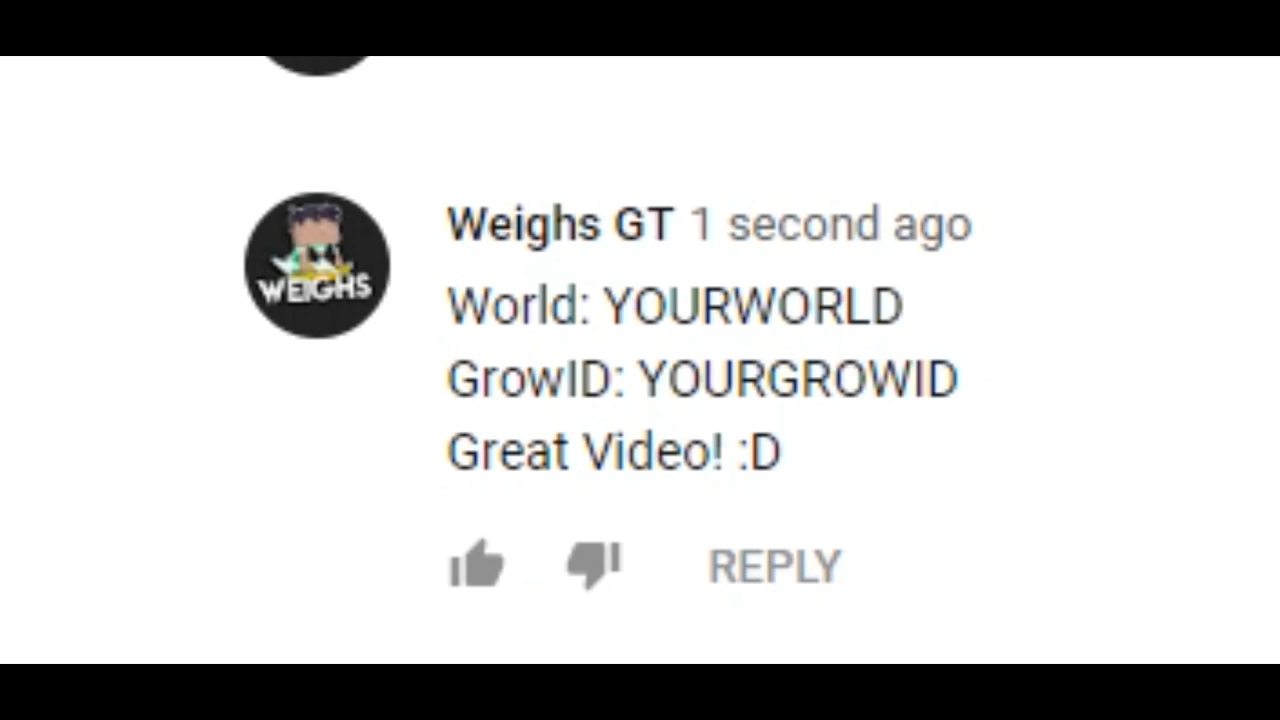 WEIGHS
Weighs GT 1 second ago
World: YOURWORLD
GrowID: YOURGROWID
Great Video! :D
REPLY